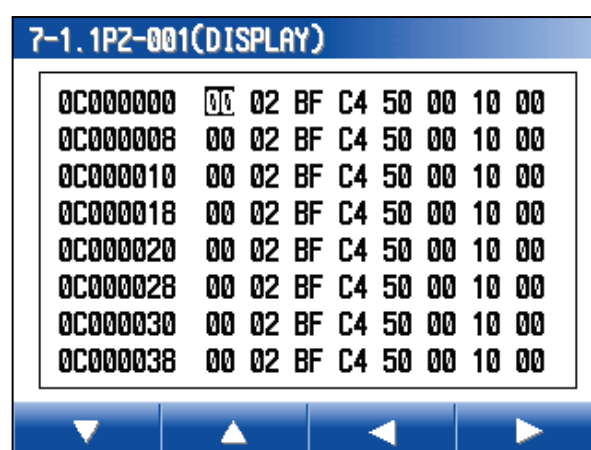 7-1.1PZ-001(DISPLAY)
0C000000 00 02 BF C4 50 00 10 00
0C000008 00 02 BF C4 50 00 10 00
0C000010 00 02 BF C4 50 00 10 00
0C000018 00 02 BF C4 50 00 10 00
0C000020 00 02 BF C4 50 00 10 00
0C000028 00 02 BF C4 50 00 10 00
0C000030 00 02 BF C4 50 00 10 00
0C000038 00 02 BF C4 50 00 10 00